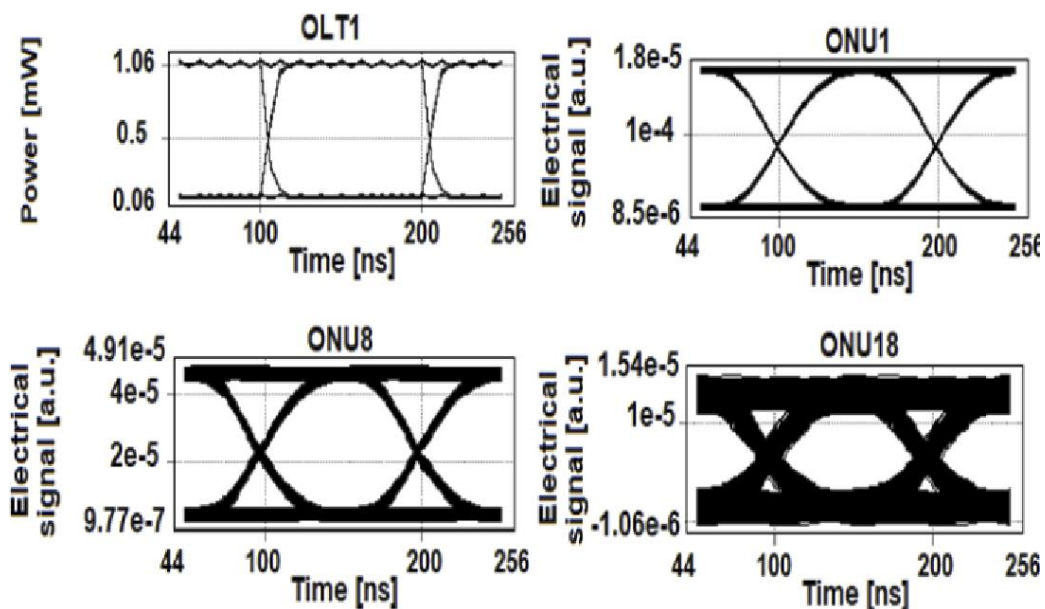 OLT1
Power [mW]
1.06
0.5
0.06
44
100
200
256
Time [ns]
ONU1
Electrical
signal [a.u.]
1.8e-5
1e-4
8.5e-6
44
100
200
256
Time [ns]
ONU8
Electrical
signal [a.u.]
4.91e-5
4e-5
2e-5
9.77e-7
44
100
200
256
Time [ns]
ONU18
Electrical
signal [a.u.]
1.54e-5
1e-5
-1.06e-6
44
100
200
256
Time [ns]